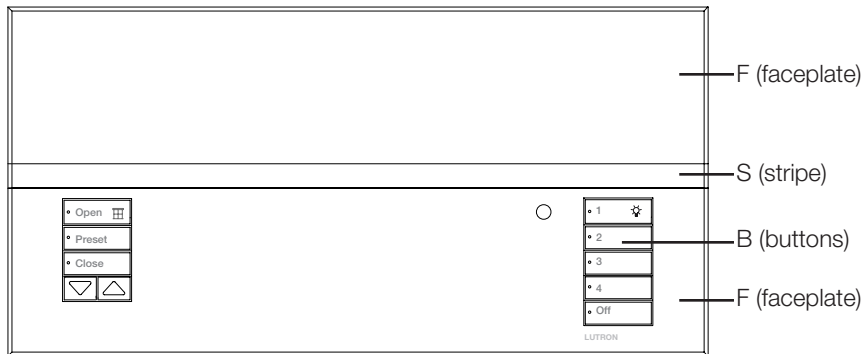 F (faceplate)
S (stripe)
Open
Preset
Close
1
2
3
4
Off
LUTRON
B (buttons)
F (faceplate)